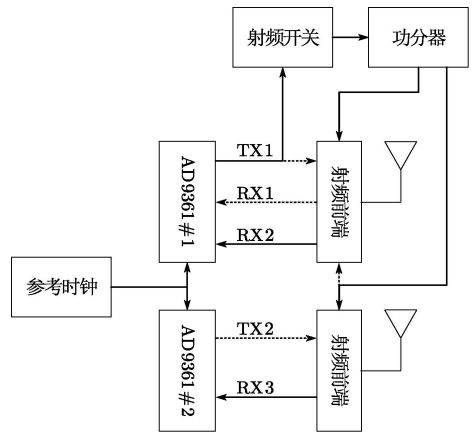 射频开关
功分器
TX1
AD9361#1
射频前端
RX1
RX2
参考时钟
TX2
AD9361#2
射频前端
RX3